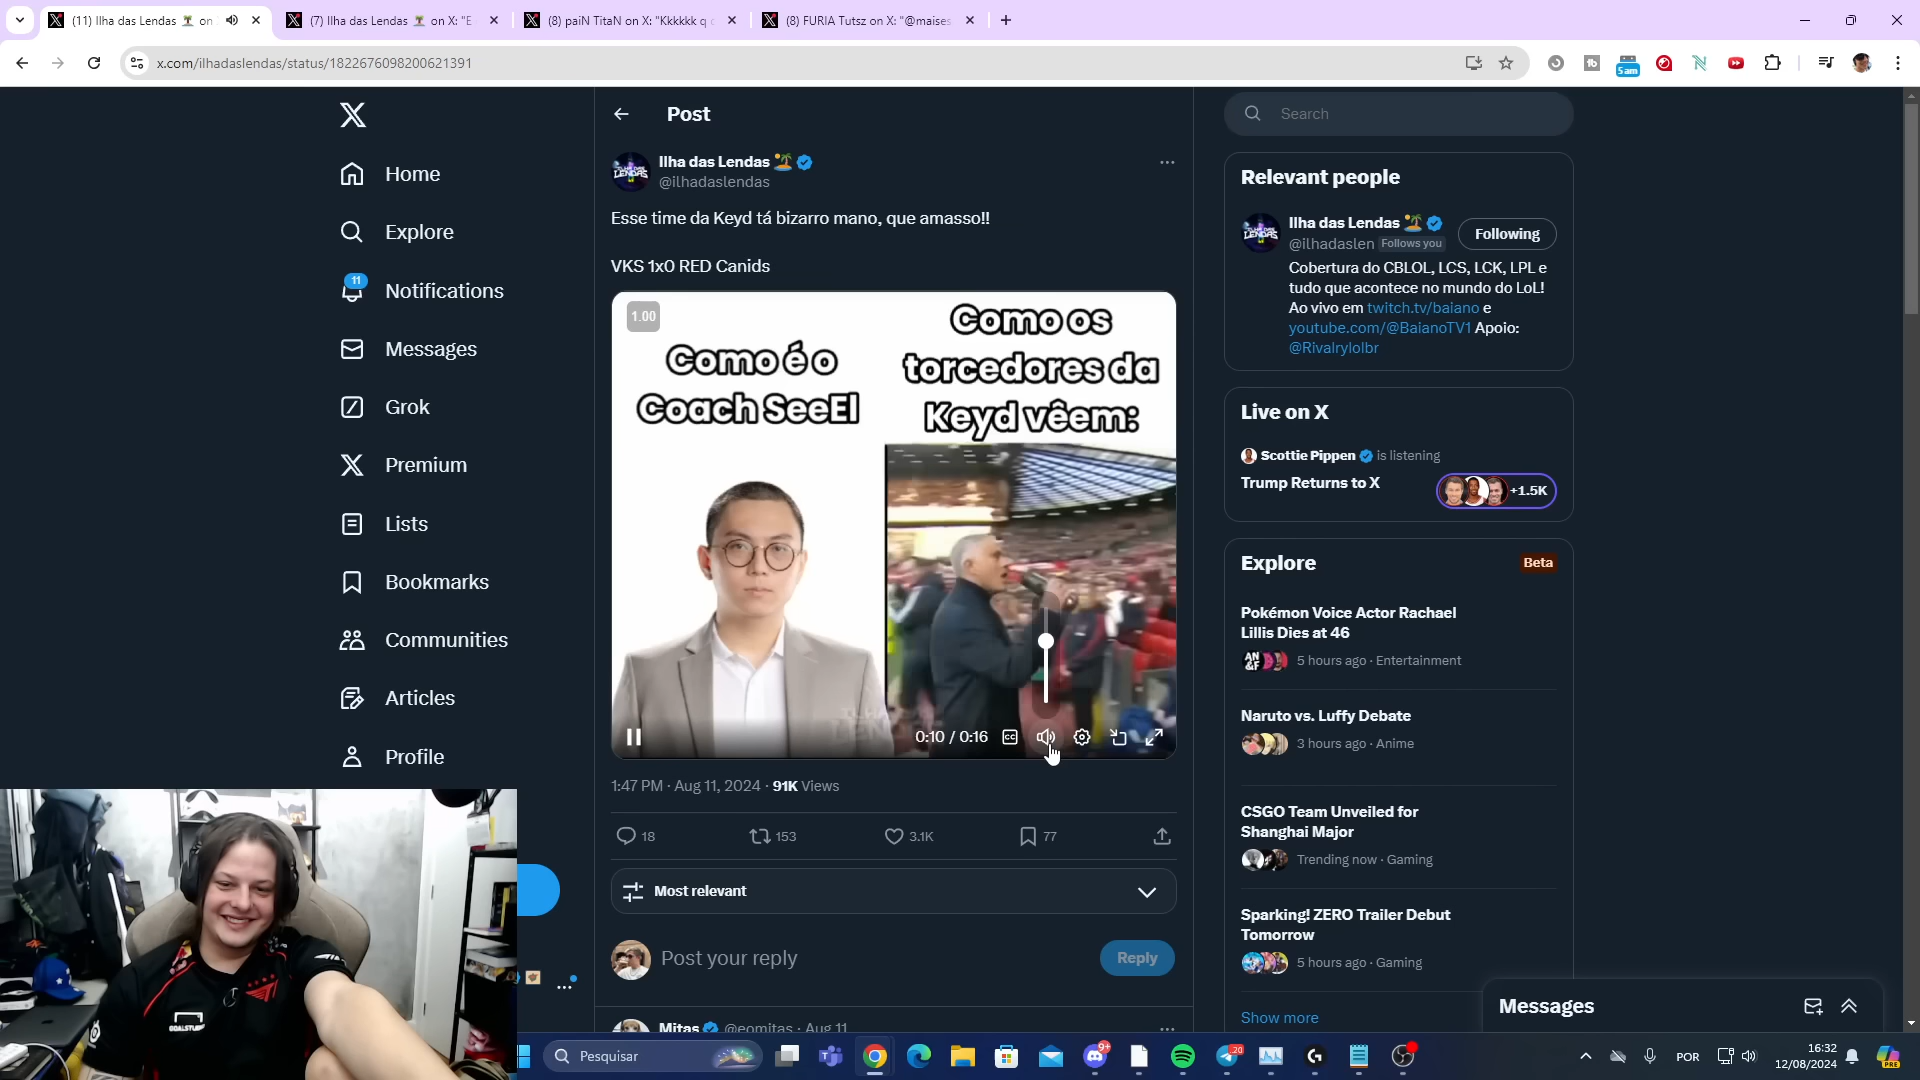 (11) Ilha das Lendas 🏝️ on
(7) Ilha das Lendas 🏝️ on X: "E
(8) paiN TitaN on X: "Kkkkkk q
(8) FURIA Tutsz on X: "@maises
x.com/ilhadaslendas/status/1822676098200621391
5am
Home
Explore
11
Notifications
Messages
Grok
Premium
Lists
Bookmarks
Communities
Articles
Profile
Post
Ilha das Lendas 🏝️
@ilhadaslendas
Esse time da Keyd tá bizarro mano, que amasso!!
VKS 1x0 RED Canids
1.00
Como é o
Coach SeeEl
Como os
torcedores da
Keyd vêem:
0:10 / 0:16
1:47 PM · Aug 11, 2024 · 91K Views
18
153
3.1K
77
Most relevant
Post your reply
Reply
Mitas @eomitas · Aug 11
Search
Relevant people
Ilha das Lendas 🏝️
@ilhadaslen Follows you
Following
Cobertura do CBLOL, LCS, LCK, LPL e
tudo que acontece no mundo do LoL!
Ao vivo em twitch.tv/baiano e
youtube.com/@BaianoTV1 Apoio:
@Rivalrylolbr
Live on X
Scottie Pippen is listening
Trump Returns to X
+1.5K
Explore
Beta
Pokémon Voice Actor Rachael
Lillis Dies at 46
5 hours ago · Entertainment
Naruto vs. Luffy Debate
3 hours ago · Anime
CSGO Team Unveiled for
Shanghai Major
Trending now · Gaming
Sparking! ZERO Trailer Debut
Tomorrow
5 hours ago · Gaming
Show more
Messages
GOALSTUDIO
T1
Pesquisar
9+
20
POR
16:32
12/08/2024
PRE